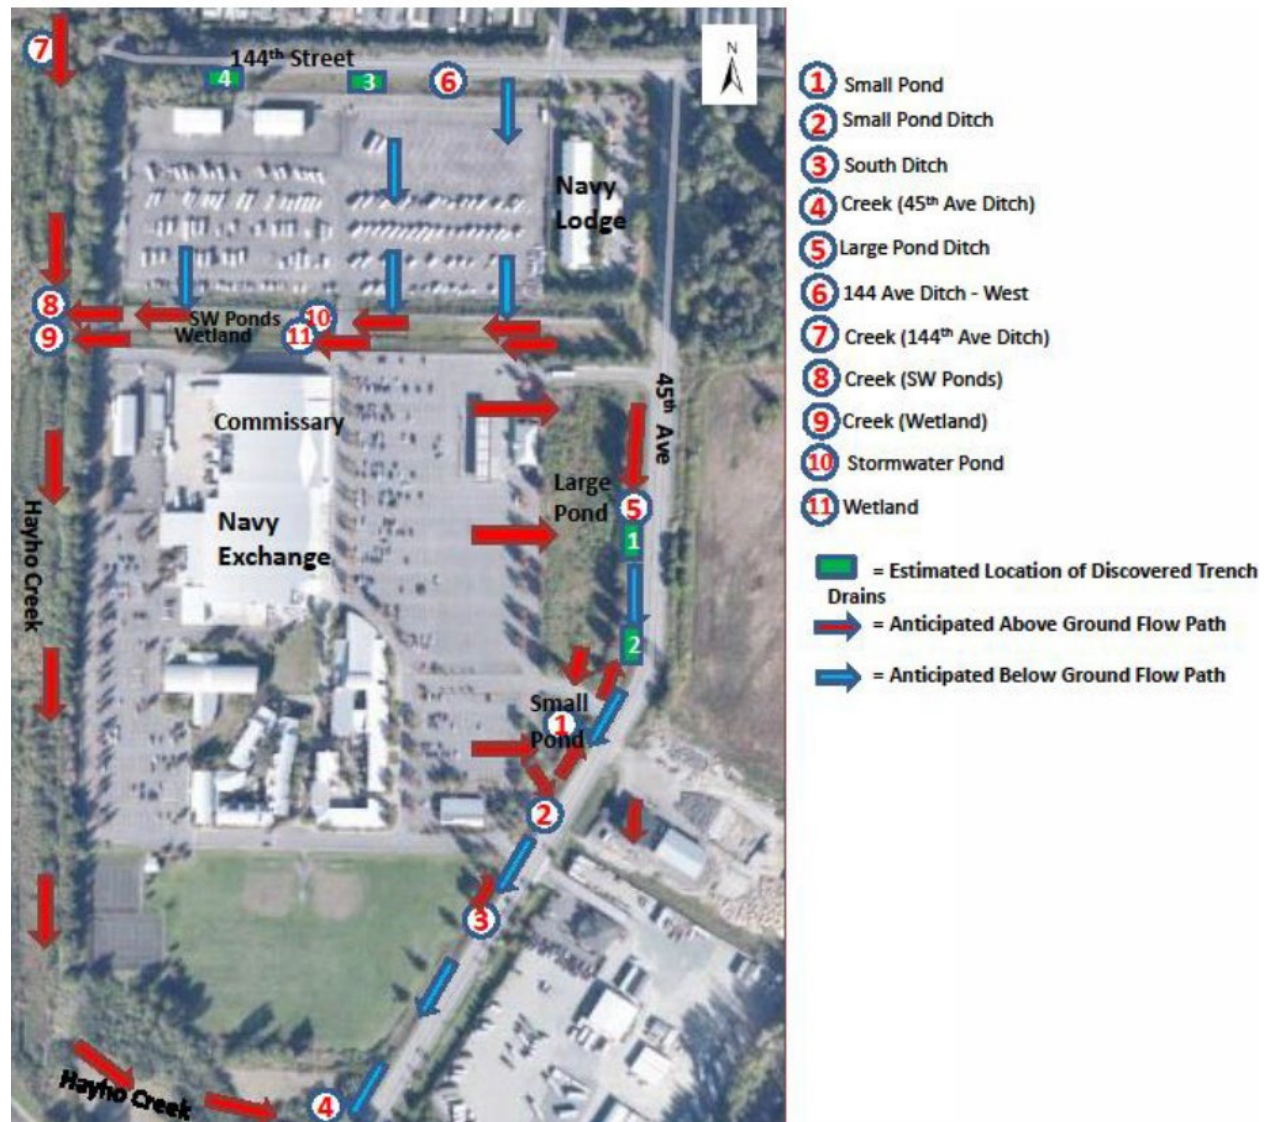 N
7
144th Street
4
3
6
Navy
Lodge
8
SW Ponds
10
Wetland
11
9
45th Ave
Commissary
Large
Pond
5
1
Navy
Exchange
Hayho Creek
2
Small
1
Pond
2
3
Hayho Creek
4
1 Small Pond
2 Small Pond Ditch
3 South Ditch
4 Creek (45th Ave Ditch)
5 Large Pond Ditch
6 144 Ave Ditch - West
7 Creek (144th Ave Ditch)
8 Creek (SW Ponds)
9 Creek (Wetland)
10 Stormwater Pond
11 Wetland
= Estimated Location of Discovered Trench
Drains
= Anticipated Above Ground Flow Path
= Anticipated Below Ground Flow Path